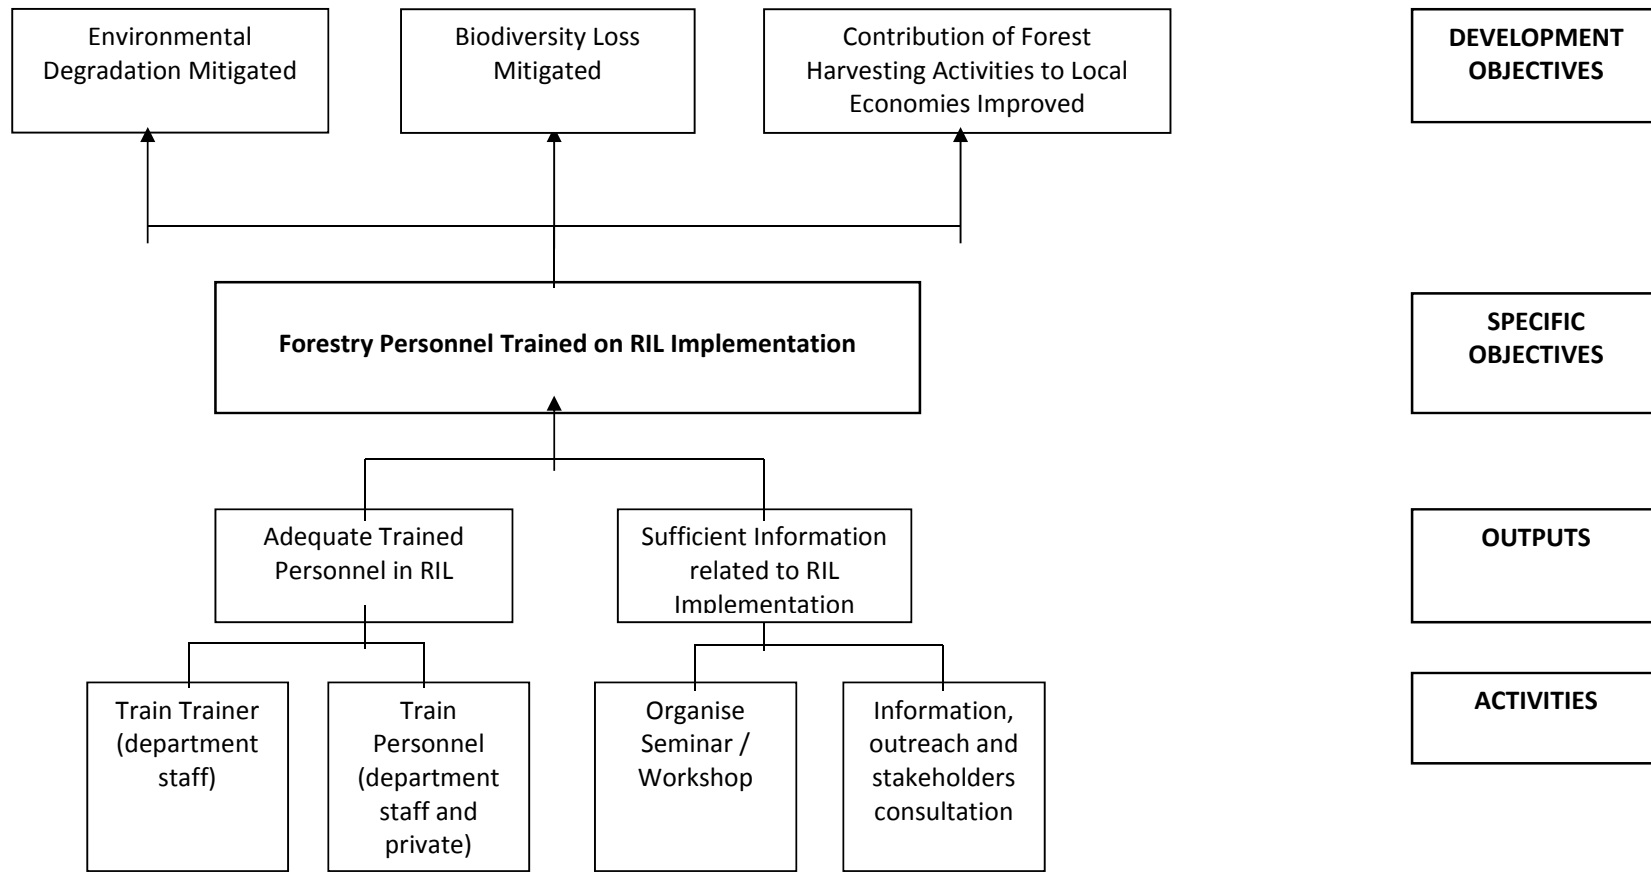 Environmental
Degradation Mitigated
Biodiversity Loss
Mitigated
Contribution of Forest
Harvesting Activities to Local
Economies Improved
DEVELOPMENT
OBJECTIVES
Forestry Personnel Trained on RIL Implementation
SPECIFIC
OBJECTIVES
Adequate Trained
Personnel in RIL
Sufficient Information
related to RIL
Implementation
OUTPUTS
Train Trainer
(department
staff)
Train
Personnel
(department
staff and
private)
Organise
Seminar /
Workshop
Information,
outreach and
stakeholders
consultation
ACTIVITIES